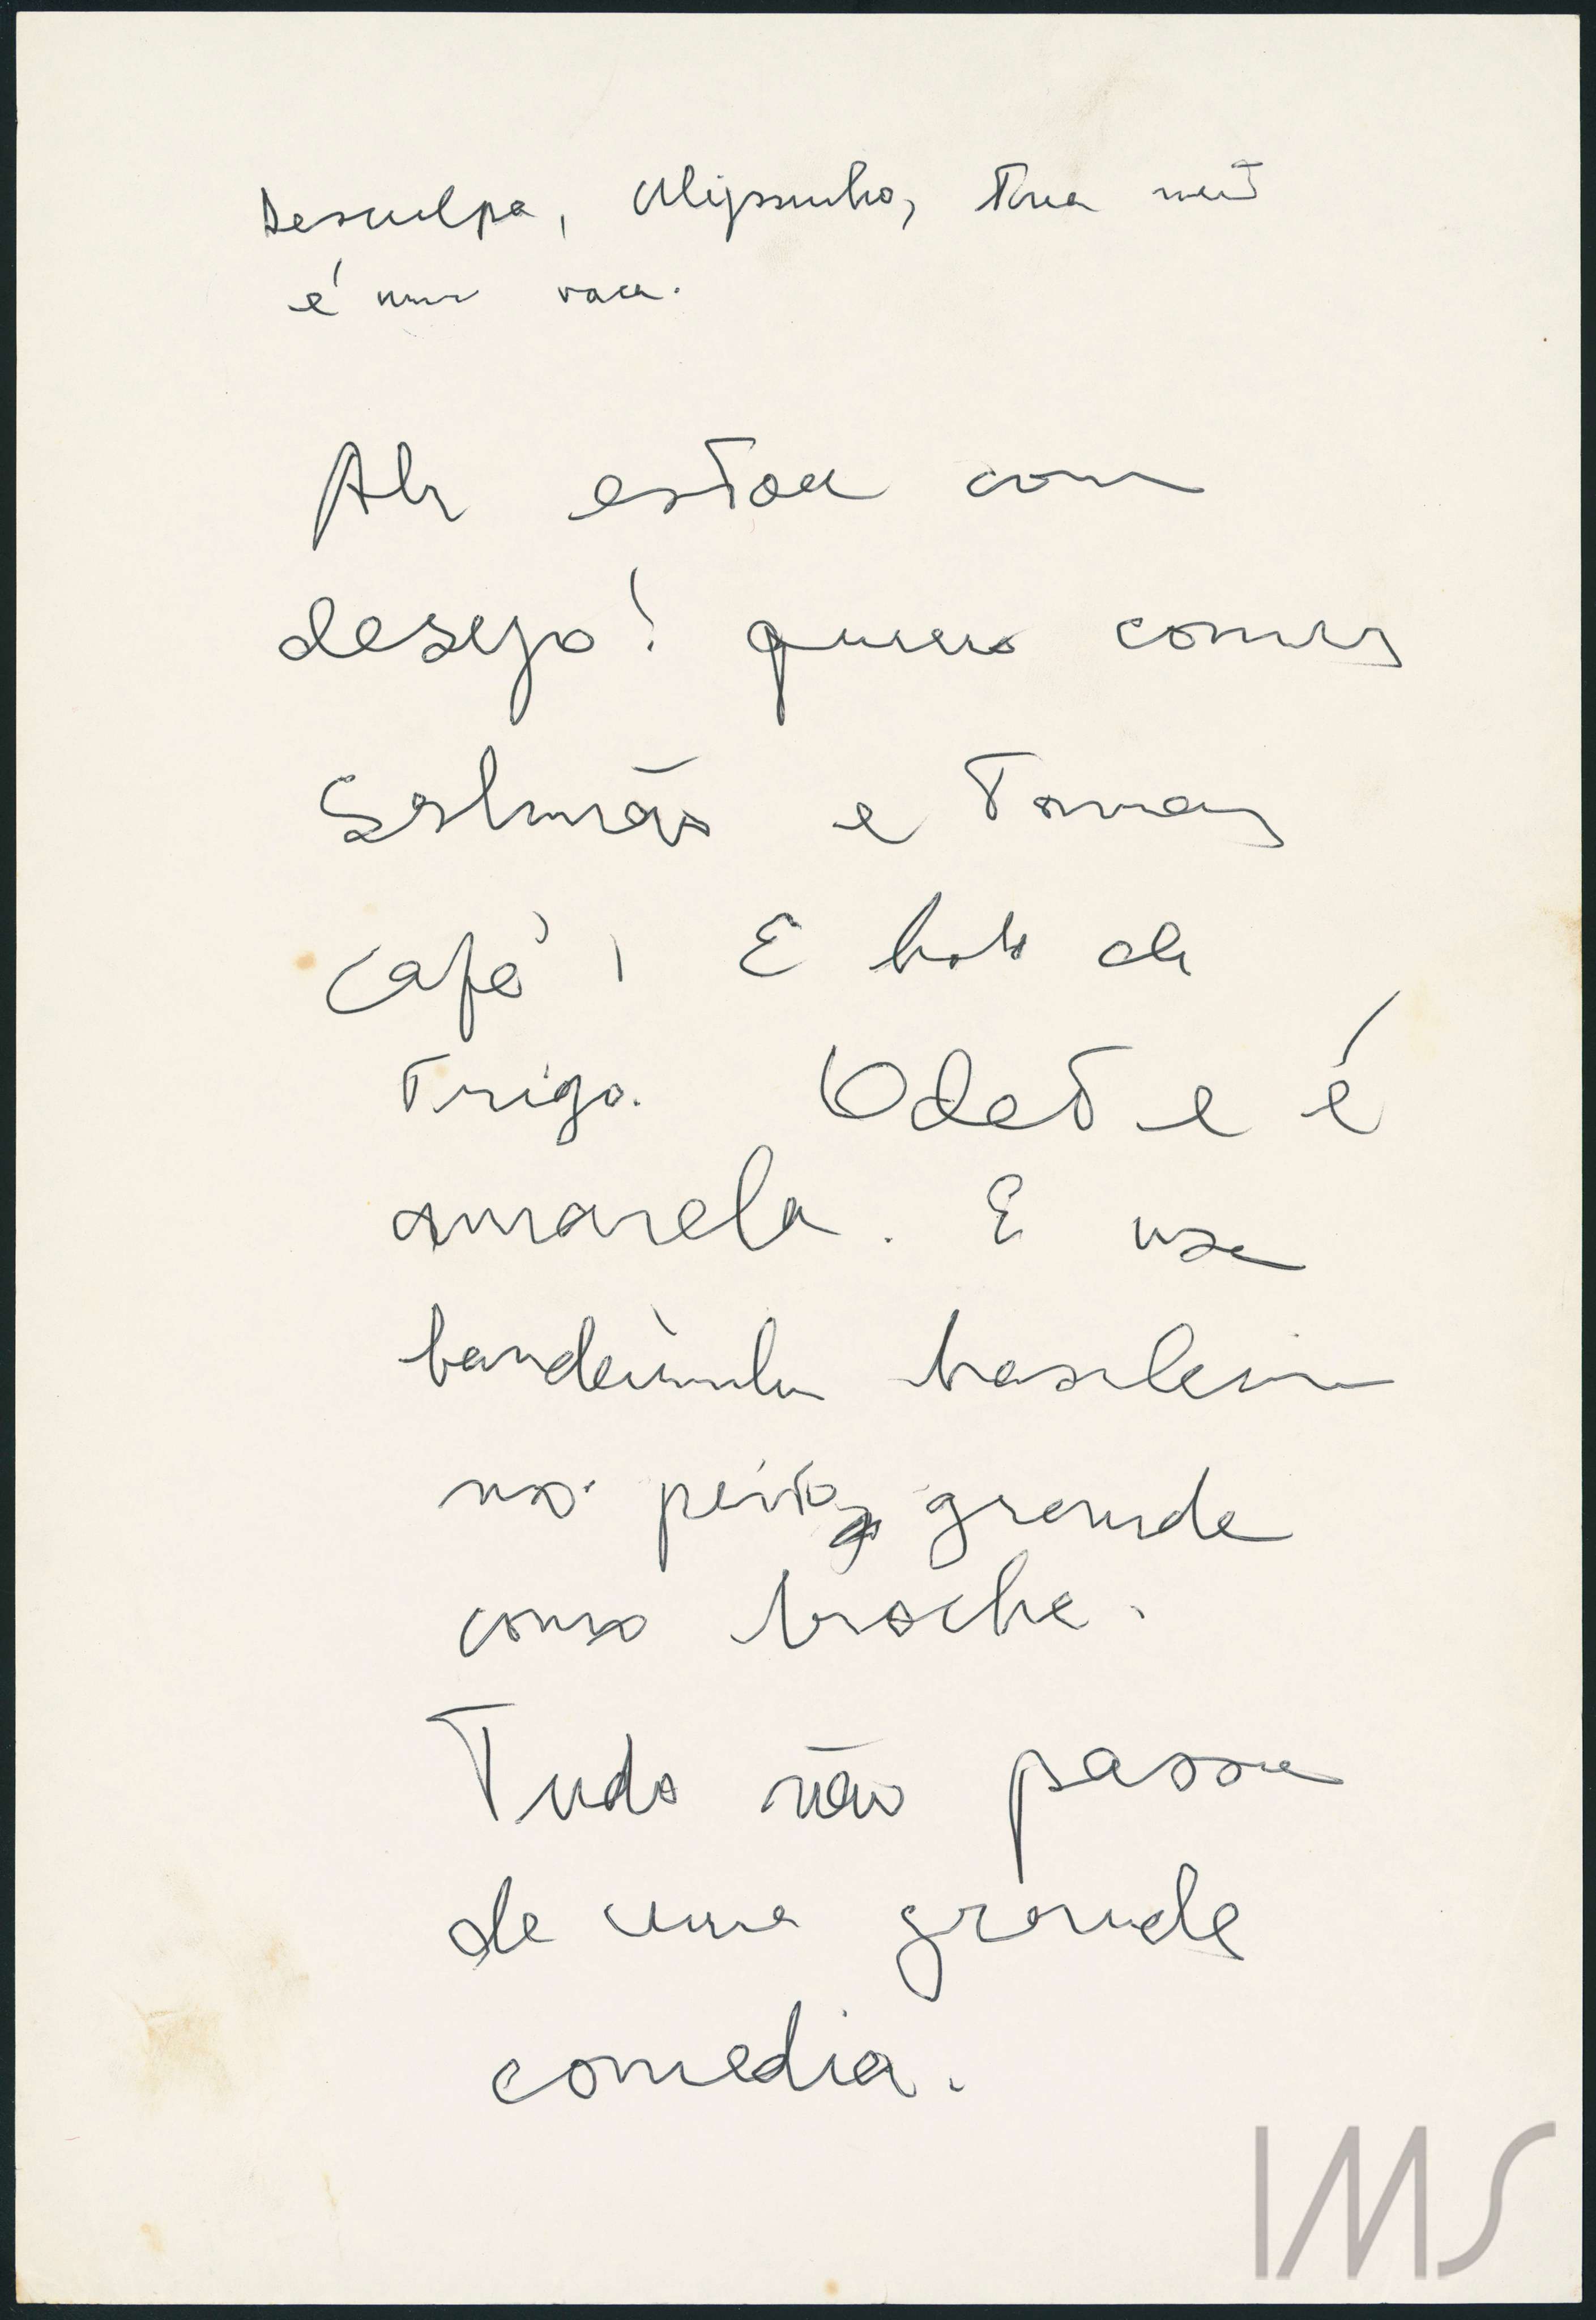 Desculpa, Ulyssinho, tua mãe
é uma vaca.
Ah estou com
desejo! quero comer
salmão e tomar
café! E bolo de
trigo. Odete é
amarela. E usa
bandeirinha brasileira
no peito grande
como broche.
Tudo não passa
de uma grande
comedia.
IMS